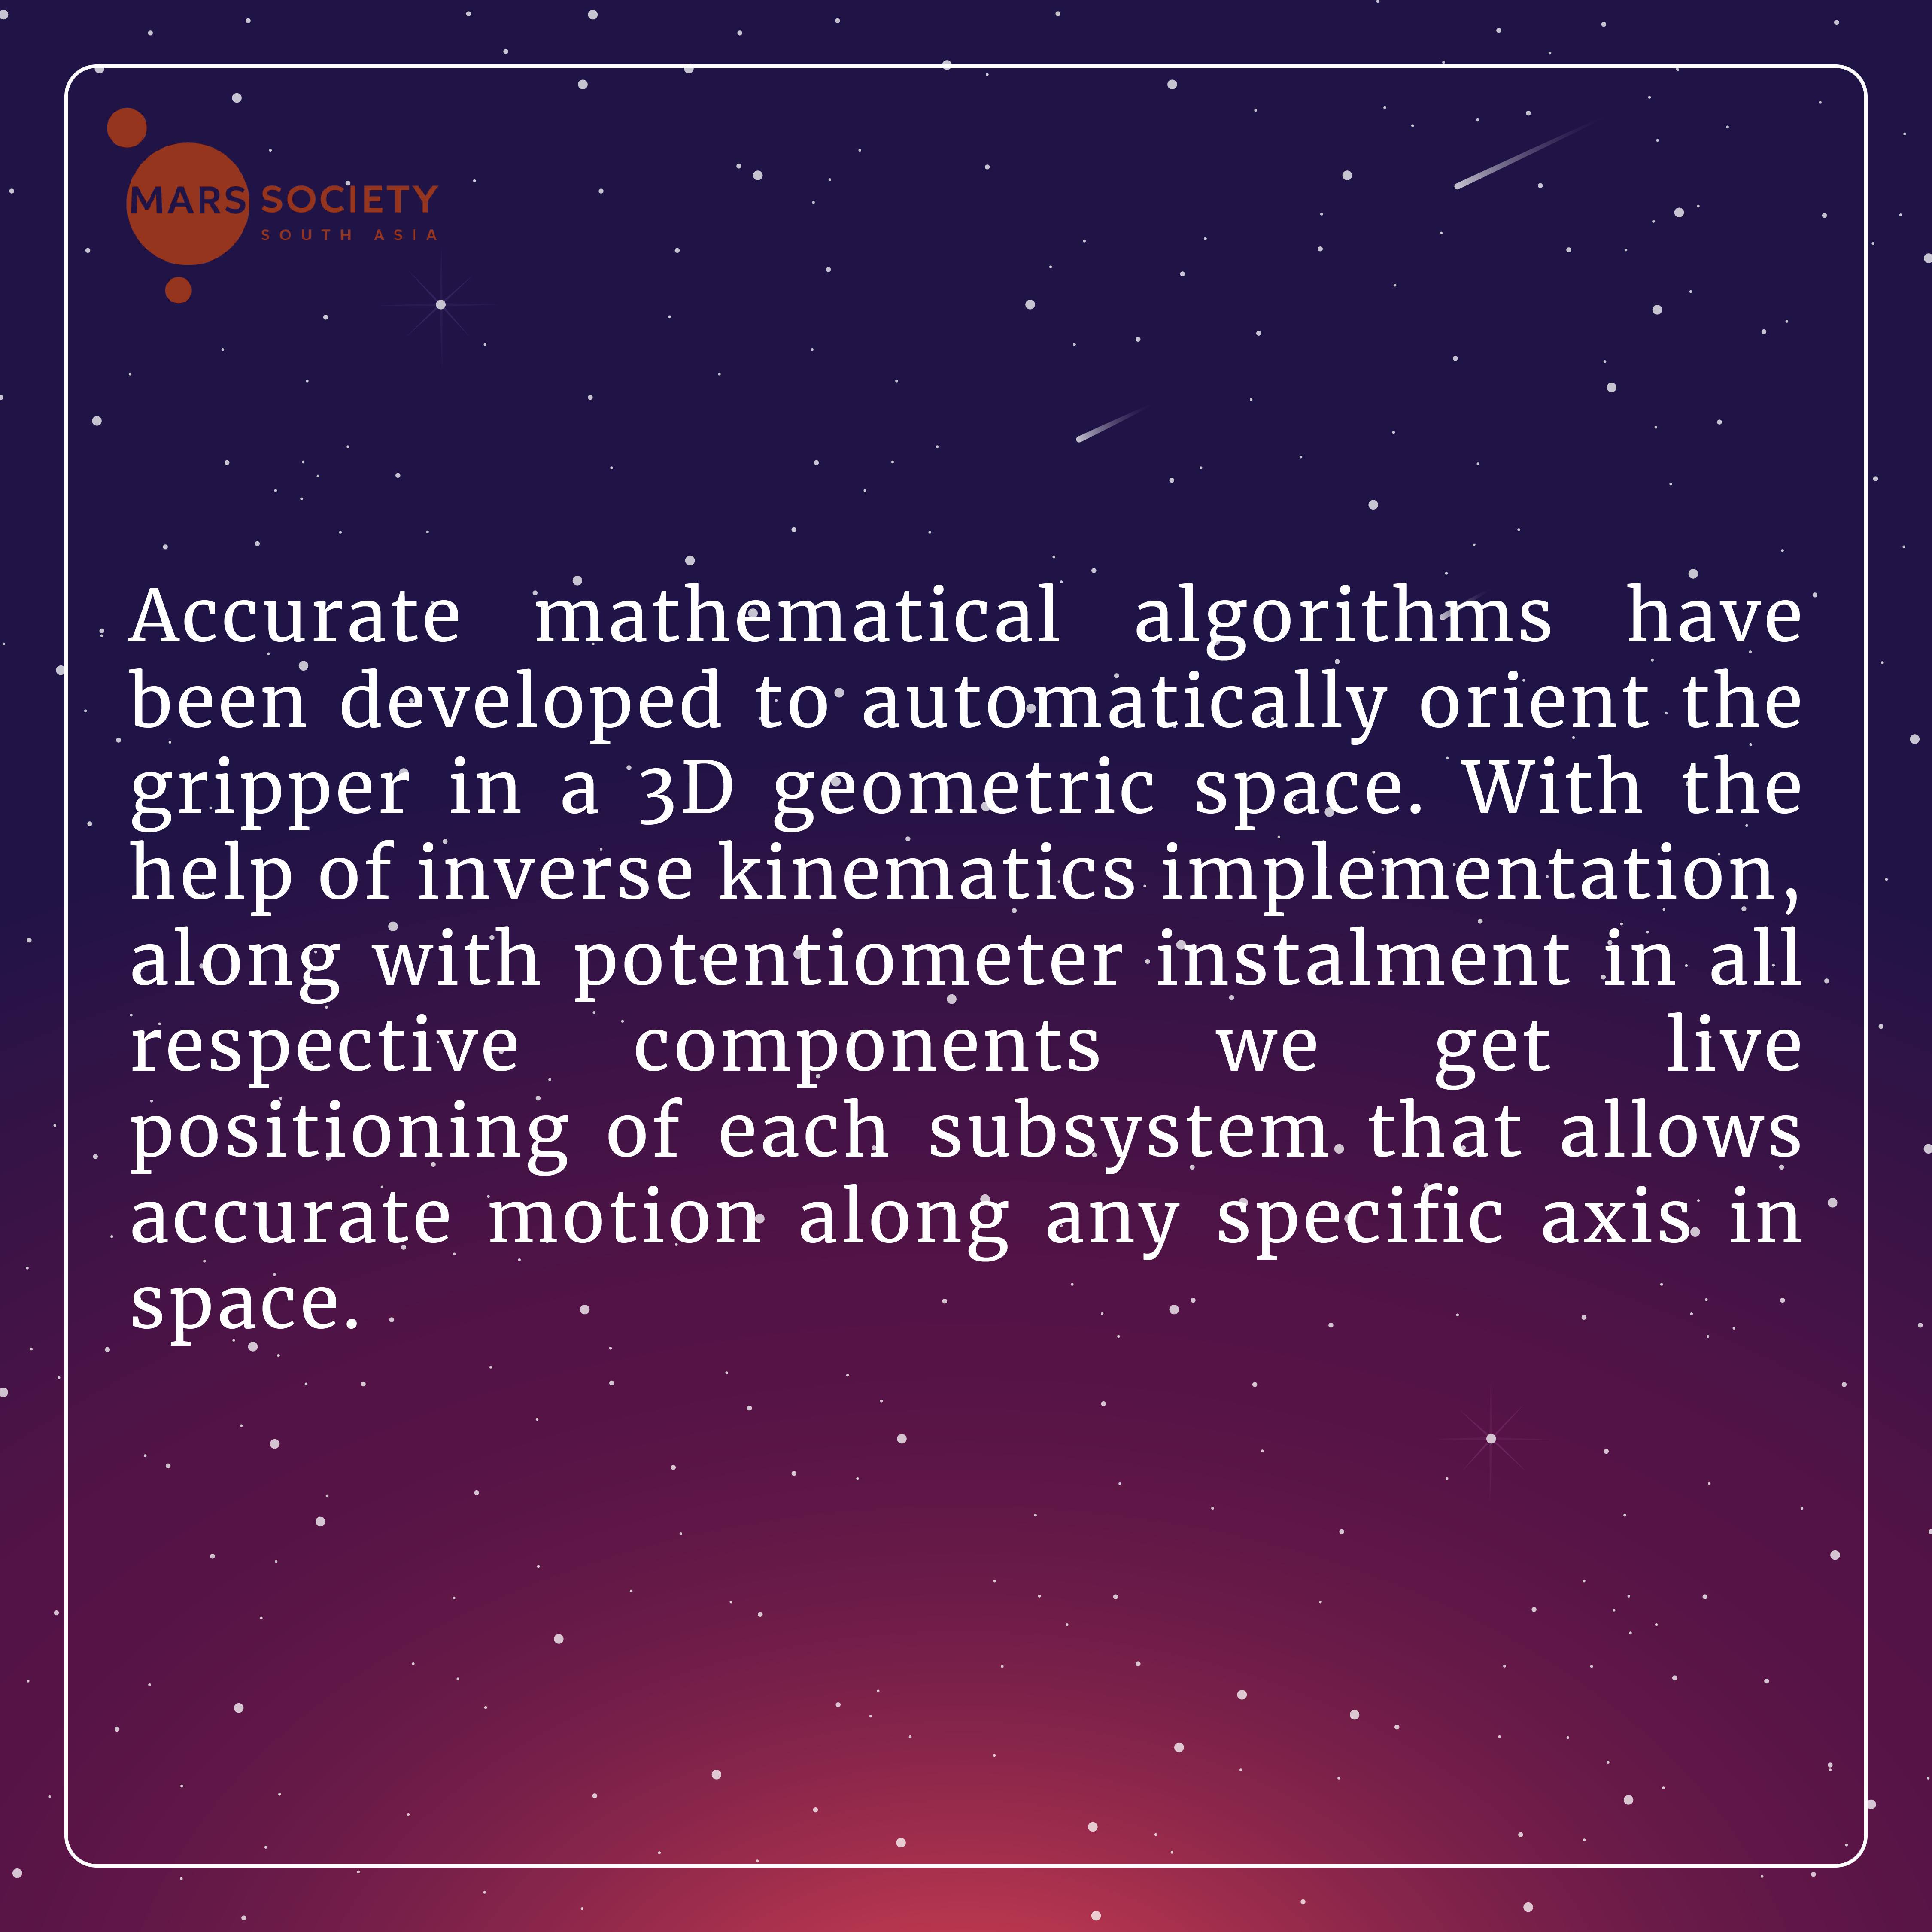 MARS SOCIETY
SOUTH ASIA
Accurate mathematical algorithms have
been developed to automatically orient the
gripper in a 3D geometric space. With the
help of inverse kinematics implementation,
along with potentiometer instalment in all
respective components we get live
positioning of each subsystem that allows
accurate motion along any specific axis in
space.